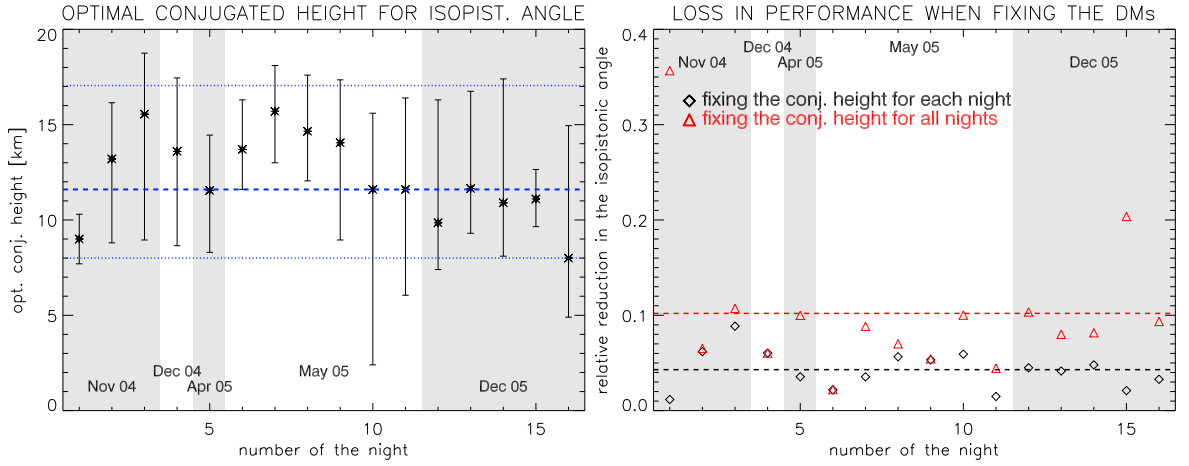 OPTIMAL CONJUGATED HEIGHT FOR ISOPIST. ANGLE
opt. conj. height [km]
20
15
10
5
0
Nov 04
Dec 04
Apr 05
May 05
Dec 05
5
10
15
number of the night
LOSS IN PERFORMANCE WHEN FIXING THE DMs
relative reduction in the isopistonic angle
0.4
0.3
0.2
0.1
0.0
Nov 04
Dec 04
Apr 05
May 05
Dec 05
fixing the conj. height for each night
fixing the conj. height for all nights
5
10
15
number of the night